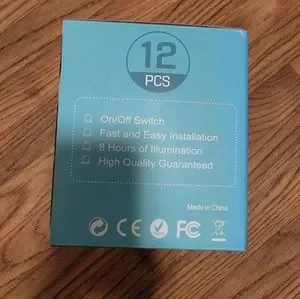 12
PCS
On/Off Switch
Fast and Easy Installation
8 Hours of Illumination
High Quality Guaranteed
Made in China
CE FC